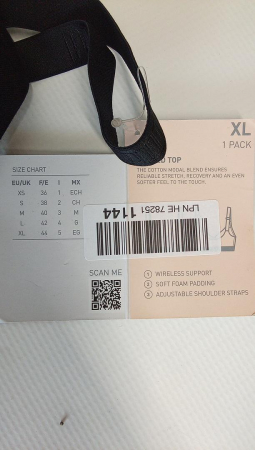 XL
1 PACK
TOP
THE COTTON MODAL BLEND ENSURES
RELIABLE STRETCH, RECOVERY AND AN EVEN
SOFTER FEEL TO THE TOUCH.
SIZE CHART
EU/UK F/E I MX
XS 36 1 ECH
S 38 2 CH
M 40 3 M
L 42 4 G
XL 44 5 EG
LPN HE 78261 1144
SCAN ME
1 WIRELESS SUPPORT
2 SOFT FOAM PADDING
3 ADJUSTABLE SHOULDER STRAPS